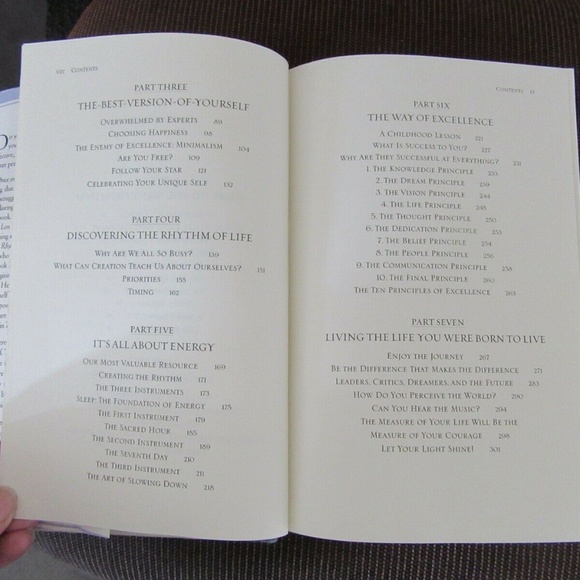 viii Contents
PART THREE
THE-BEST-VERSION-OF-YOURSELF
Overwhelmed by Experts 89
Choosing Happiness 98
The Enemy of Excellence: Minimalism 104
Are You Free? 109
Follow Your Star 121
Celebrating Your Unique Self 132
PART FOUR
DISCOVERING THE RHYTHM OF LIFE
Why Are We All So Busy? 139
What Can Creation Teach Us About Ourselves? 151
Priorities 155
Timing 162
PART FIVE
IT'S ALL ABOUT ENERGY
Our Most Valuable Resource 169
Creating the Rhythm 171
The Three Instruments 173
Sleep: The Foundation of Energy 175
The First Instrument 179
The Sacred Hour 185
The Second Instrument 189
The Seventh Day 210
The Third Instrument 211
The Art of Slowing Down 218
Contents ix
PART SIX
THE WAY OF EXCELLENCE
A Childhood Lesson 221
What Is Success to You? 227
Why Are They Successful at Everything? 231
1. The Knowledge Principle 235
2. The Dream Principle 239
3. The Vision Principle 244
4. The Life Principle 248
5. The Thought Principle 250
6. The Dedication Principle 253
7. The Belief Principle 254
8. The People Principle 256
9. The Communication Principle 258
10. The Final Principle 260
The Ten Principles of Excellence 263
PART SEVEN
LIVING THE LIFE YOU WERE BORN TO LIVE
Enjoy the Journey 267
Be the Difference That Makes the Difference 271
Leaders, Critics, Dreamers, and the Future 283
How Do You Perceive the World? 290
Can You Hear the Music? 294
The Measure of Your Life Will Be the
Measure of Your Courage 298
Let Your Light Shine! 301